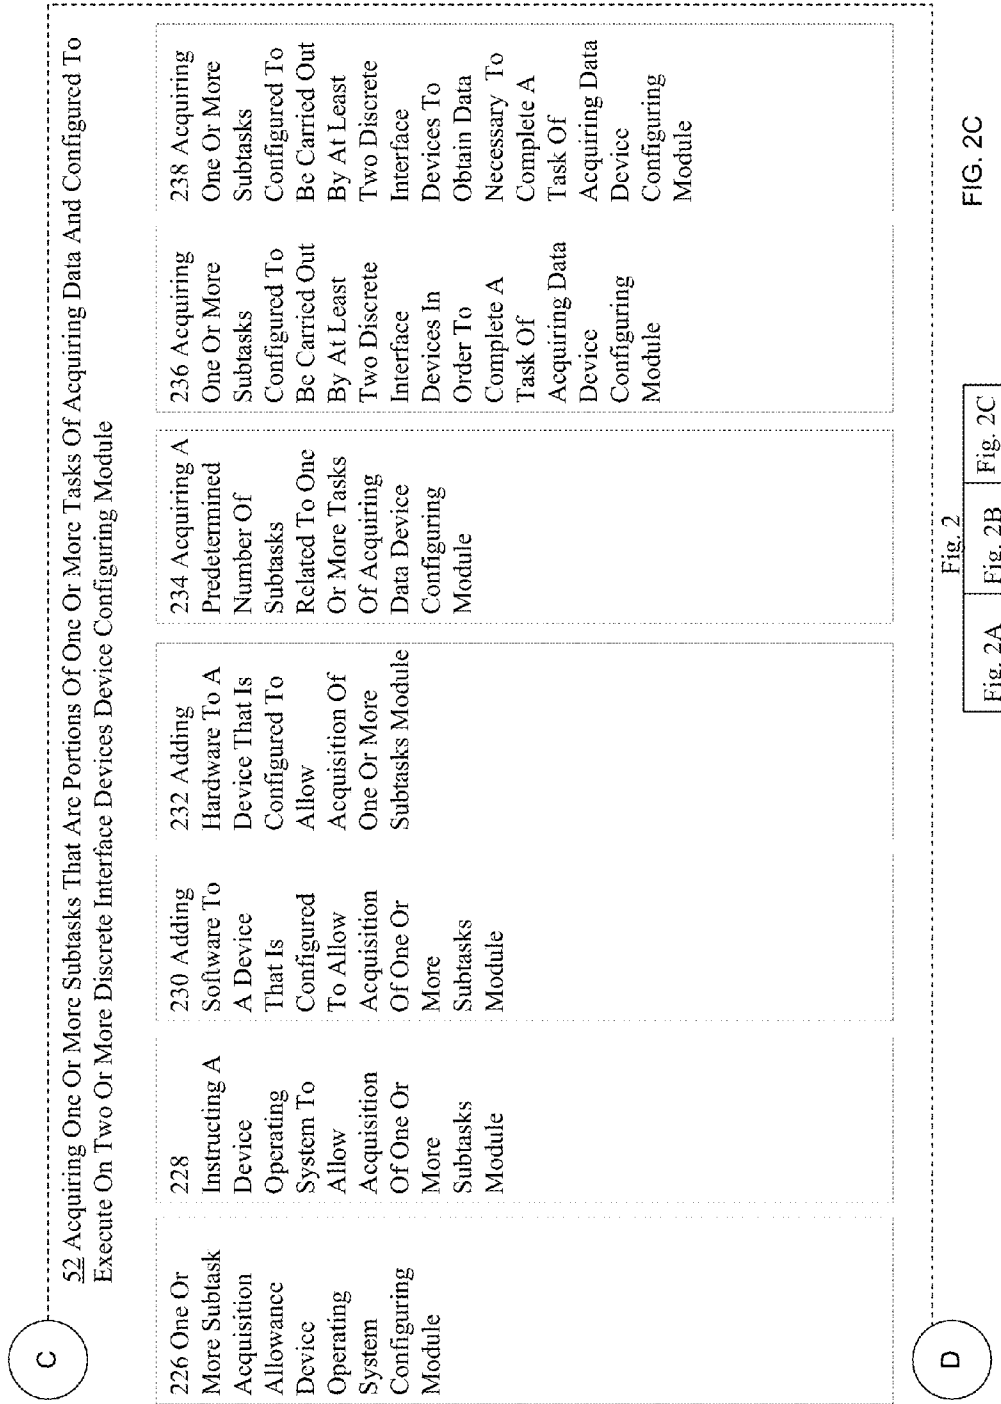 C
52 Acquiring One Or More Subtasks That Are Portions Of One Or More Tasks Of Acquiring Data And Configured To
Execute On Two Or More Discrete Interface Devices Device Configuring Module
226 One Or
More Subtask
Acquisition
Allowance
Device
Operating
System
Configuring
Module
228
Instructing A
Device
Operating
System To
Allow
Acquisition
Of One Or
More
Subtasks
Module
230 Adding
Software To
A Device
That Is
Configured
To Allow
Acquisition
Of One Or
More
Subtasks
Module
232 Adding
Hardware To A
Device That Is
Configured To
Allow
Acquisition Of
One Or More
Subtasks Module
234 Acquiring A
Predetermined
Number Of
Subtasks
Related To One
Or More Tasks
Of Acquiring
Data Device
Configuring
Module
236 Acquiring
One Or More
Subtasks
Configured To
Be Carried Out
By At Least
Two Discrete
Interface
Devices In
Order To
Complete A
Task Of
Acquiring Data
Device
Configuring
Module
238 Acquiring
One Or More
Subtasks
Configured To
Be Carried Out
By At Least
Two Discrete
Interface
Devices To
Obtain Data
Necessary To
Complete A
Task Of
Acquiring Data
Device
Configuring
Module
D
Fig. 2
Fig. 2A Fig. 2B Fig. 2C
FIG. 2C